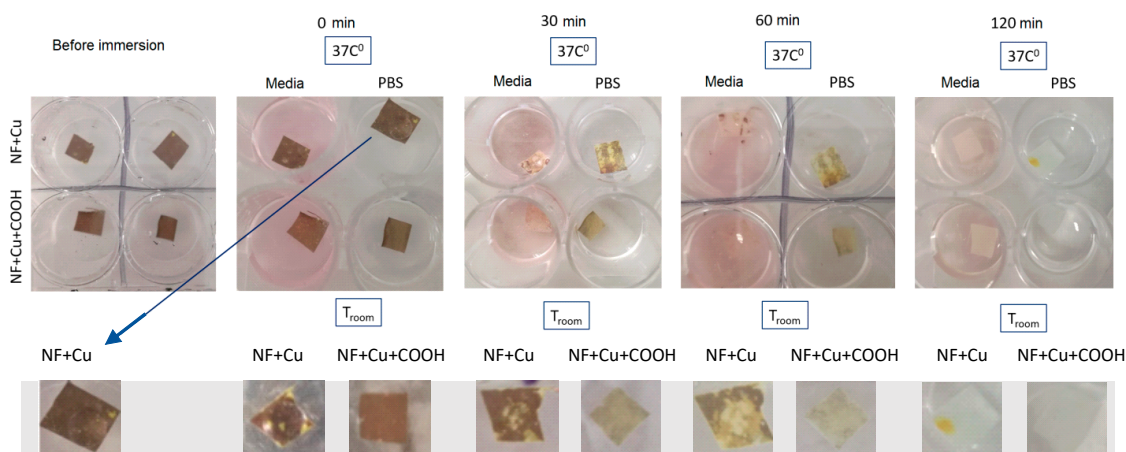 0 min
30 min
60 min
120 min
Before immersion
37C⁰
37C⁰
37C⁰
37C⁰
Media
PBS
Media
PBS
Media
PBS
Media
PBS
NF+Cu
NF+Cu+COOH
Troom
Troom
Troom
Troom
NF+Cu
NF+Cu
NF+Cu+COOH
NF+Cu
NF+Cu+COOH
NF+Cu
NF+Cu+COOH
NF+Cu
NF+Cu+COOH